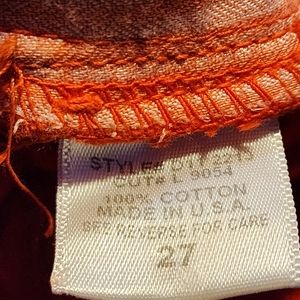 STYLE#
CUT# L 9054
100% COTTON
MADE IN U.S.A.
SEE REVERSE FOR CARE
27